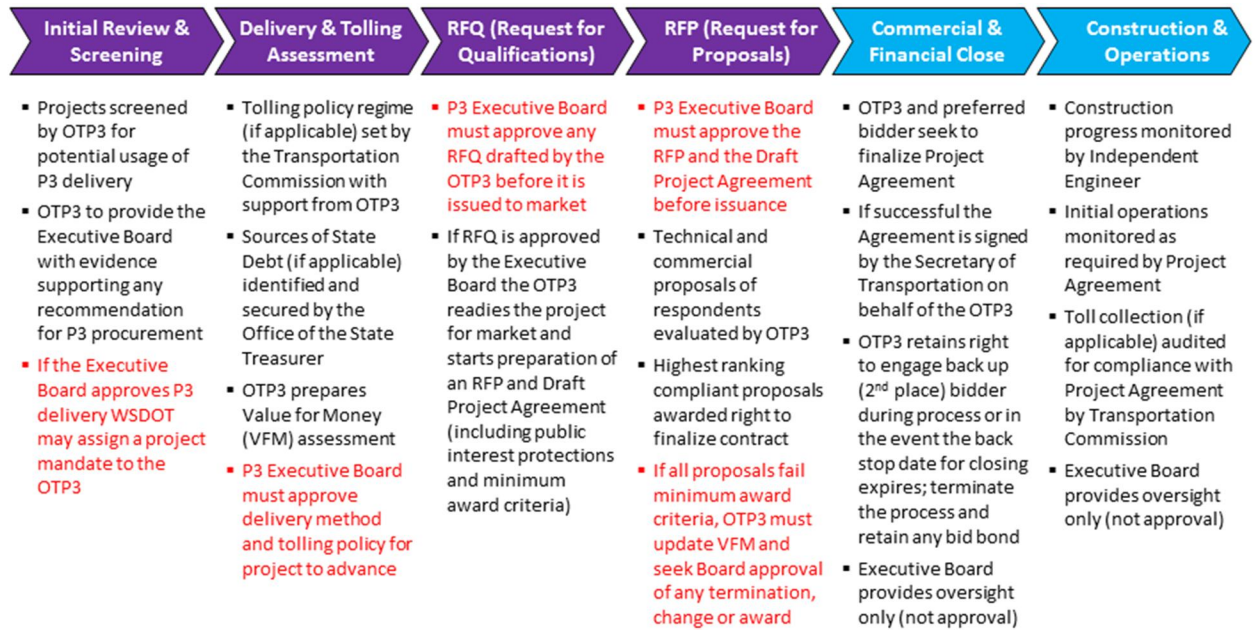 Initial Review &
Screening
▪ Projects screened
by OTP3 for
potential usage of
P3 delivery
▪ OTP3 to provide the
Executive Board
with evidence
supporting any
recommendation
for P3 procurement
▪ If the Executive
Board approves P3
delivery WSDOT
may assign a project
mandate to the
OTP3
Delivery & Tolling
Assessment
▪ Tolling policy regime
(if applicable) set by
the Transportation
Commission with
support from OTP3
▪ Sources of State
Debt (if applicable)
identified and
secured by the
Office of the State
Treasurer
▪ OTP3 prepares
Value for Money
(VFM) assessment
▪ P3 Executive Board
must approve
delivery method
and tolling policy for
project to advance
RFQ (Request for
Qualifications)
▪ P3 Executive Board
must approve any
RFQ drafted by the
OTP3 before it is
issued to market
▪ If RFQ is approved
by the Executive
Board the OTP3
readies the project
for market and
starts preparation of
an RFP and Draft
Project Agreement
(including public
interest protections
and minimum
award criteria)
RFP (Request for
Proposals)
▪ P3 Executive Board
must approve the
RFP and the Draft
Project Agreement
before issuance
▪ Technical and
commercial
proposals of
respondents
evaluated by OTP3
▪ Highest ranking
compliant proposals
awarded right to
finalize contract
▪ If all proposals fail
minimum award
criteria, OTP3 must
update VFM and
seek Board approval
of any termination,
change or award
Commercial &
Financial Close
▪ OTP3 and preferred
bidder seek to
finalize Project
Agreement
▪ If successful the
Agreement is signed
by the Secretary of
Transportation on
behalf of the OTP3
▪ OTP3 retains right
to engage back up
(2nd place) bidder
during process or in
the event the back
stop date for closing
expires; terminate
the process and
retain any bid bond
▪ Executive Board
provides oversight
only (not approval)
Construction &
Operations
▪ Construction
progress monitored
by Independent
Engineer
▪ Initial operations
monitored as
required by Project
Agreement
▪ Toll collection (if
applicable) audited
for compliance with
Project Agreement
by Transportation
Commission
▪ Executive Board
provides oversight
only (not approval)